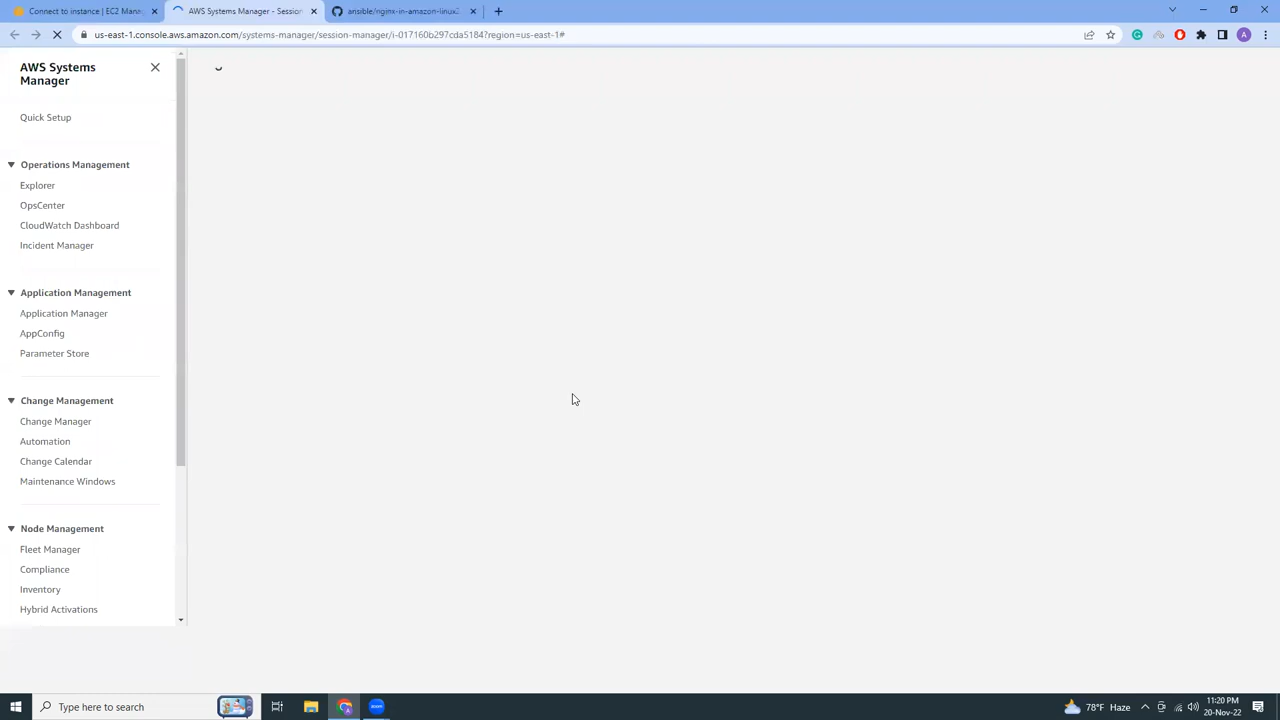 Connect to instance | EC2 Manag
AWS Systems Manager - Session
ansible/nginx-in-amazon-linux2
us-east-1.console.aws.amazon.com/systems-manager/session-manager/i-017160b297cda5184?region=us-east-1#
A
AWS Systems
Manager
Quick Setup
Operations Management
Explorer
OpsCenter
CloudWatch Dashboard
Incident Manager
Application Management
Application Manager
AppConfig
Parameter Store
Change Management
Change Manager
Automation
Change Calendar
Maintenance Windows
Node Management
Fleet Manager
Compliance
Inventory
Hybrid Activations
Type here to search
zoom
78°F Haze
11:20 PM
20-Nov-22